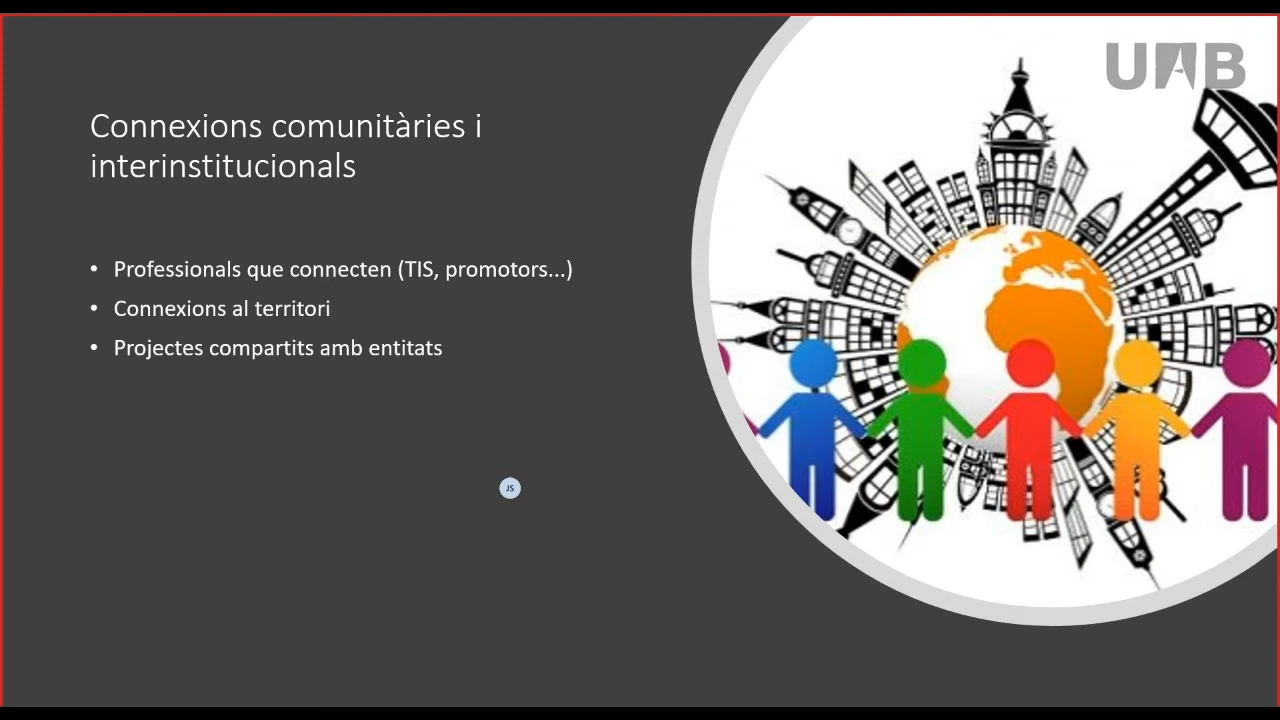 UAB
Connexions comunitàries i
interinstitucionals
• Professionals que connecten (TIS, promotors...)
• Connexions al territori
• Projectes compartits amb entitats
JS